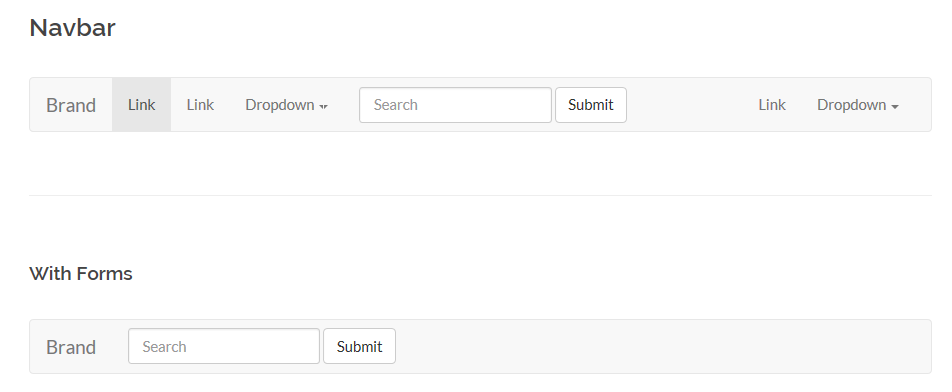 Navbar
Brand Link Link Dropdown Search Submit Link Dropdown
With Forms
Brand Search Submit